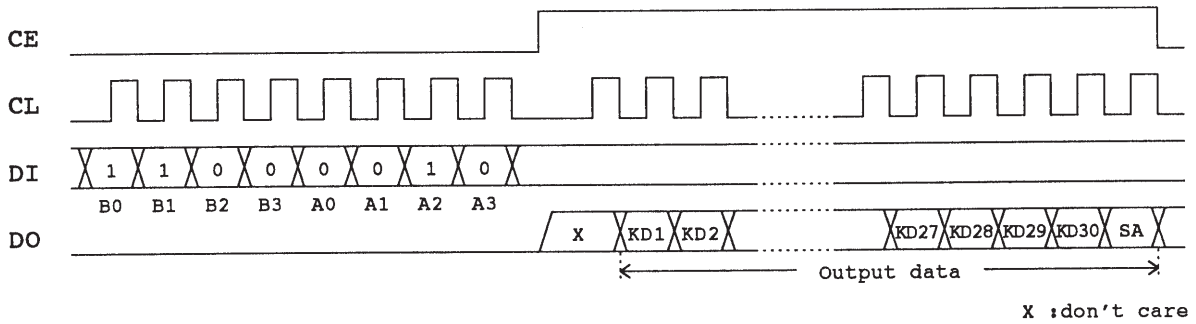 CE
CL
DI 1 1 0 0 0 0 1 0
B0 B1 B2 B3 A0 A1 A2 A3
DO X KD1 KD2 KD27 KD28 KD29 KD30 SA
Output data
X :don't care